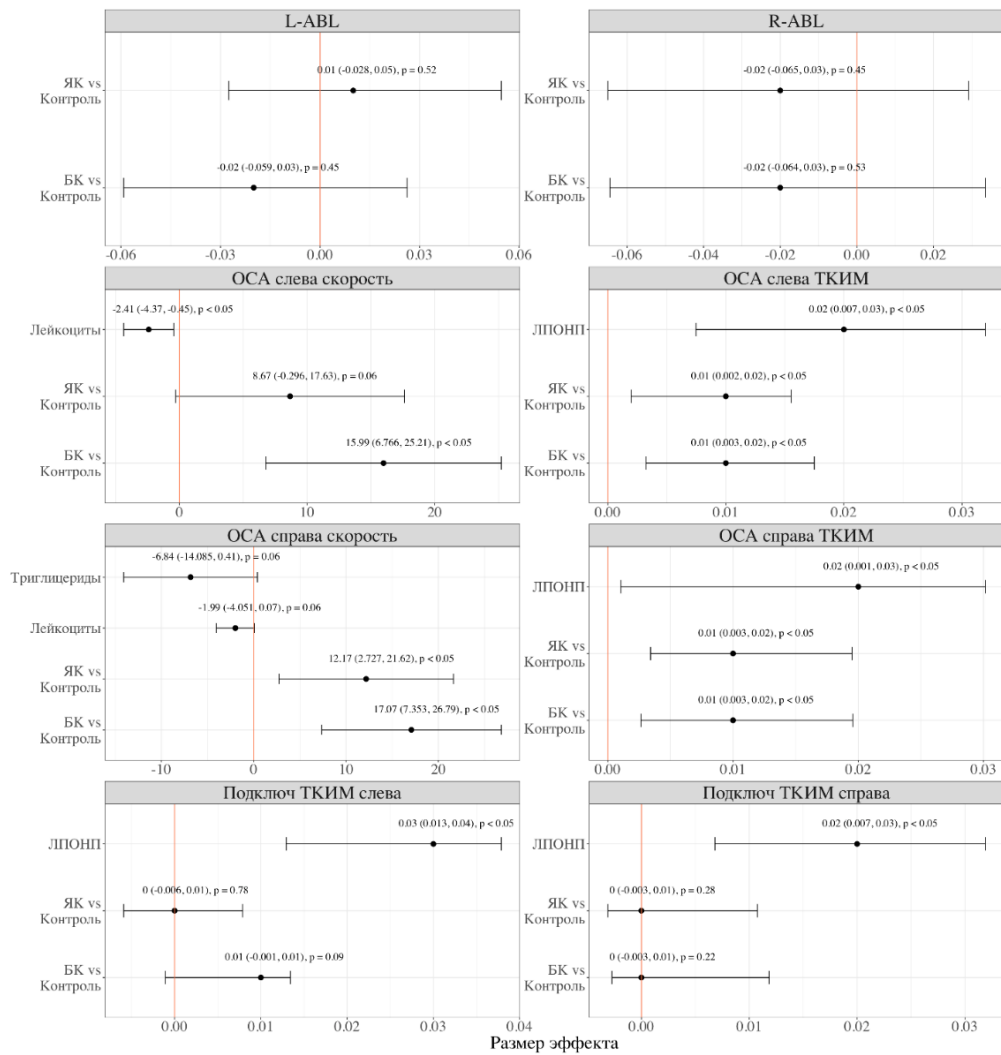 L-ABL
0.01 (-0.028, 0.05), p = 0.52
ЯК vs
Контроль
-0.02 (-0.059, 0.03), p = 0.45
БК vs
Контроль
-0.06 -0.03 0.00 0.03 0.06
R-ABL
-0.02 (-0.065, 0.03), p = 0.45
ЯК vs
Контроль
-0.02 (-0.064, 0.03), p = 0.53
БК vs
Контроль
-0.06 -0.04 -0.02 0.00 0.02
ОСА слева скорость
-2.41 (-4.37, -0.45), p < 0.05
Лейкоциты
8.67 (-0.296, 17.63), p = 0.06
ЯК vs
Контроль
15.99 (6.766, 25.21), p < 0.05
БК vs
Контроль
0 10 20
ОСА слева ТКИМ
0.02 (0.007, 0.03), p < 0.05
ЛПОНП
0.01 (0.002, 0.02), p < 0.05
ЯК vs
Контроль
0.01 (0.003, 0.02), p < 0.05
БК vs
Контроль
0.00 0.01 0.02 0.03
ОСА справа скорость
-6.84 (-14.085, 0.41), p = 0.06
Триглицериды
-1.99 (-4.051, 0.07), p = 0.06
Лейкоциты
12.17 (2.727, 21.62), p < 0.05
ЯК vs
Контроль
17.07 (7.353, 26.79), p < 0.05
БК vs
Контроль
-10 0 10 20
ОСА справа ТКИМ
0.02 (0.001, 0.03), p < 0.05
ЛПОНП
0.01 (0.003, 0.02), p < 0.05
ЯК vs
Контроль
0.01 (0.003, 0.02), p < 0.05
БК vs
Контроль
0.00 0.01 0.02 0.03
Подключ ТКИМ слева
0.03 (0.013, 0.04), p < 0.05
ЛПОНП
0 (-0.006, 0.01), p = 0.78
ЯК vs
Контроль
0.01 (-0.001, 0.01), p = 0.09
БК vs
Контроль
0.00 0.01 0.02 0.03 0.04
Подключ ТКИМ справа
0.02 (0.007, 0.03), p < 0.05
ЛПОНП
0 (-0.003, 0.01), p = 0.28
ЯК vs
Контроль
0 (-0.003, 0.01), p = 0.22
БК vs
Контроль
0.00 0.01 0.02 0.03
Размер эффекта